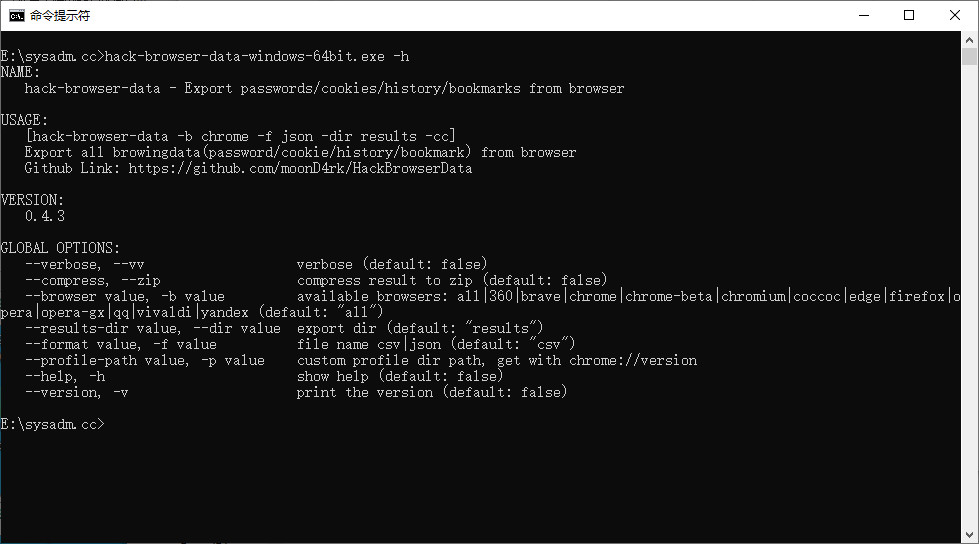 命令提示符
E:\sysadm.cc>hack-browser-data-windows-64bit.exe -h
NAME:
   hack-browser-data - Export passwords/cookies/history/bookmarks from browser
USAGE:
   [hack-browser-data -b chrome -f json -dir results -cc]
   Export all browingdata(password/cookie/history/bookmark) from browser
   Github Link: https://github.com/moonD4rk/HackBrowserData
VERSION:
   0.4.3
GLOBAL OPTIONS:
   --verbose, --vv                   verbose (default: false)
   --compress, --zip                 compress result to zip (default: false)
   --browser value, -b value         available browsers: all|360|brave|chrome|chrome-beta|chromium|coccoc|edge|firefox|o
pera|opera-gx|qq|vivaldi|yandex (default: "all")
   --results-dir value, --dir value  export dir (default: "results")
   --format value, -f value          file name csv|json (default: "csv")
   --profile-path value, -p value    custom profile dir path, get with chrome://version
   --help, -h                        show help (default: false)
   --version, -v                     print the version (default: false)
E:\sysadm.cc>